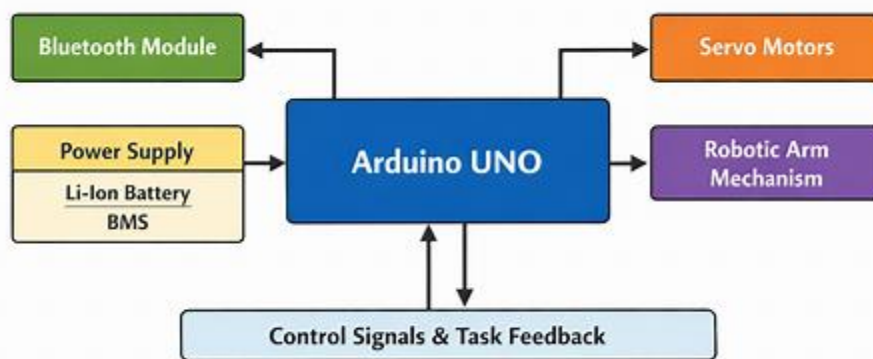 Bluetooth Module
Servo Motors
Power Supply
Li-Ion Battery
BMS
Arduino UNO
Robotic Arm
Mechanism
Control Signals & Task Feedback